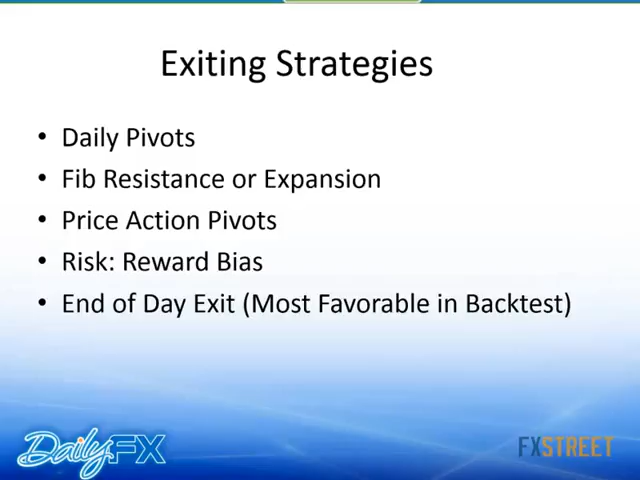 Exiting Strategies
• Daily Pivots
• Fib Resistance or Expansion
• Price Action Pivots
• Risk: Reward Bias
• End of Day Exit (Most Favorable in Backtest)
DailyFX
FXSTREET